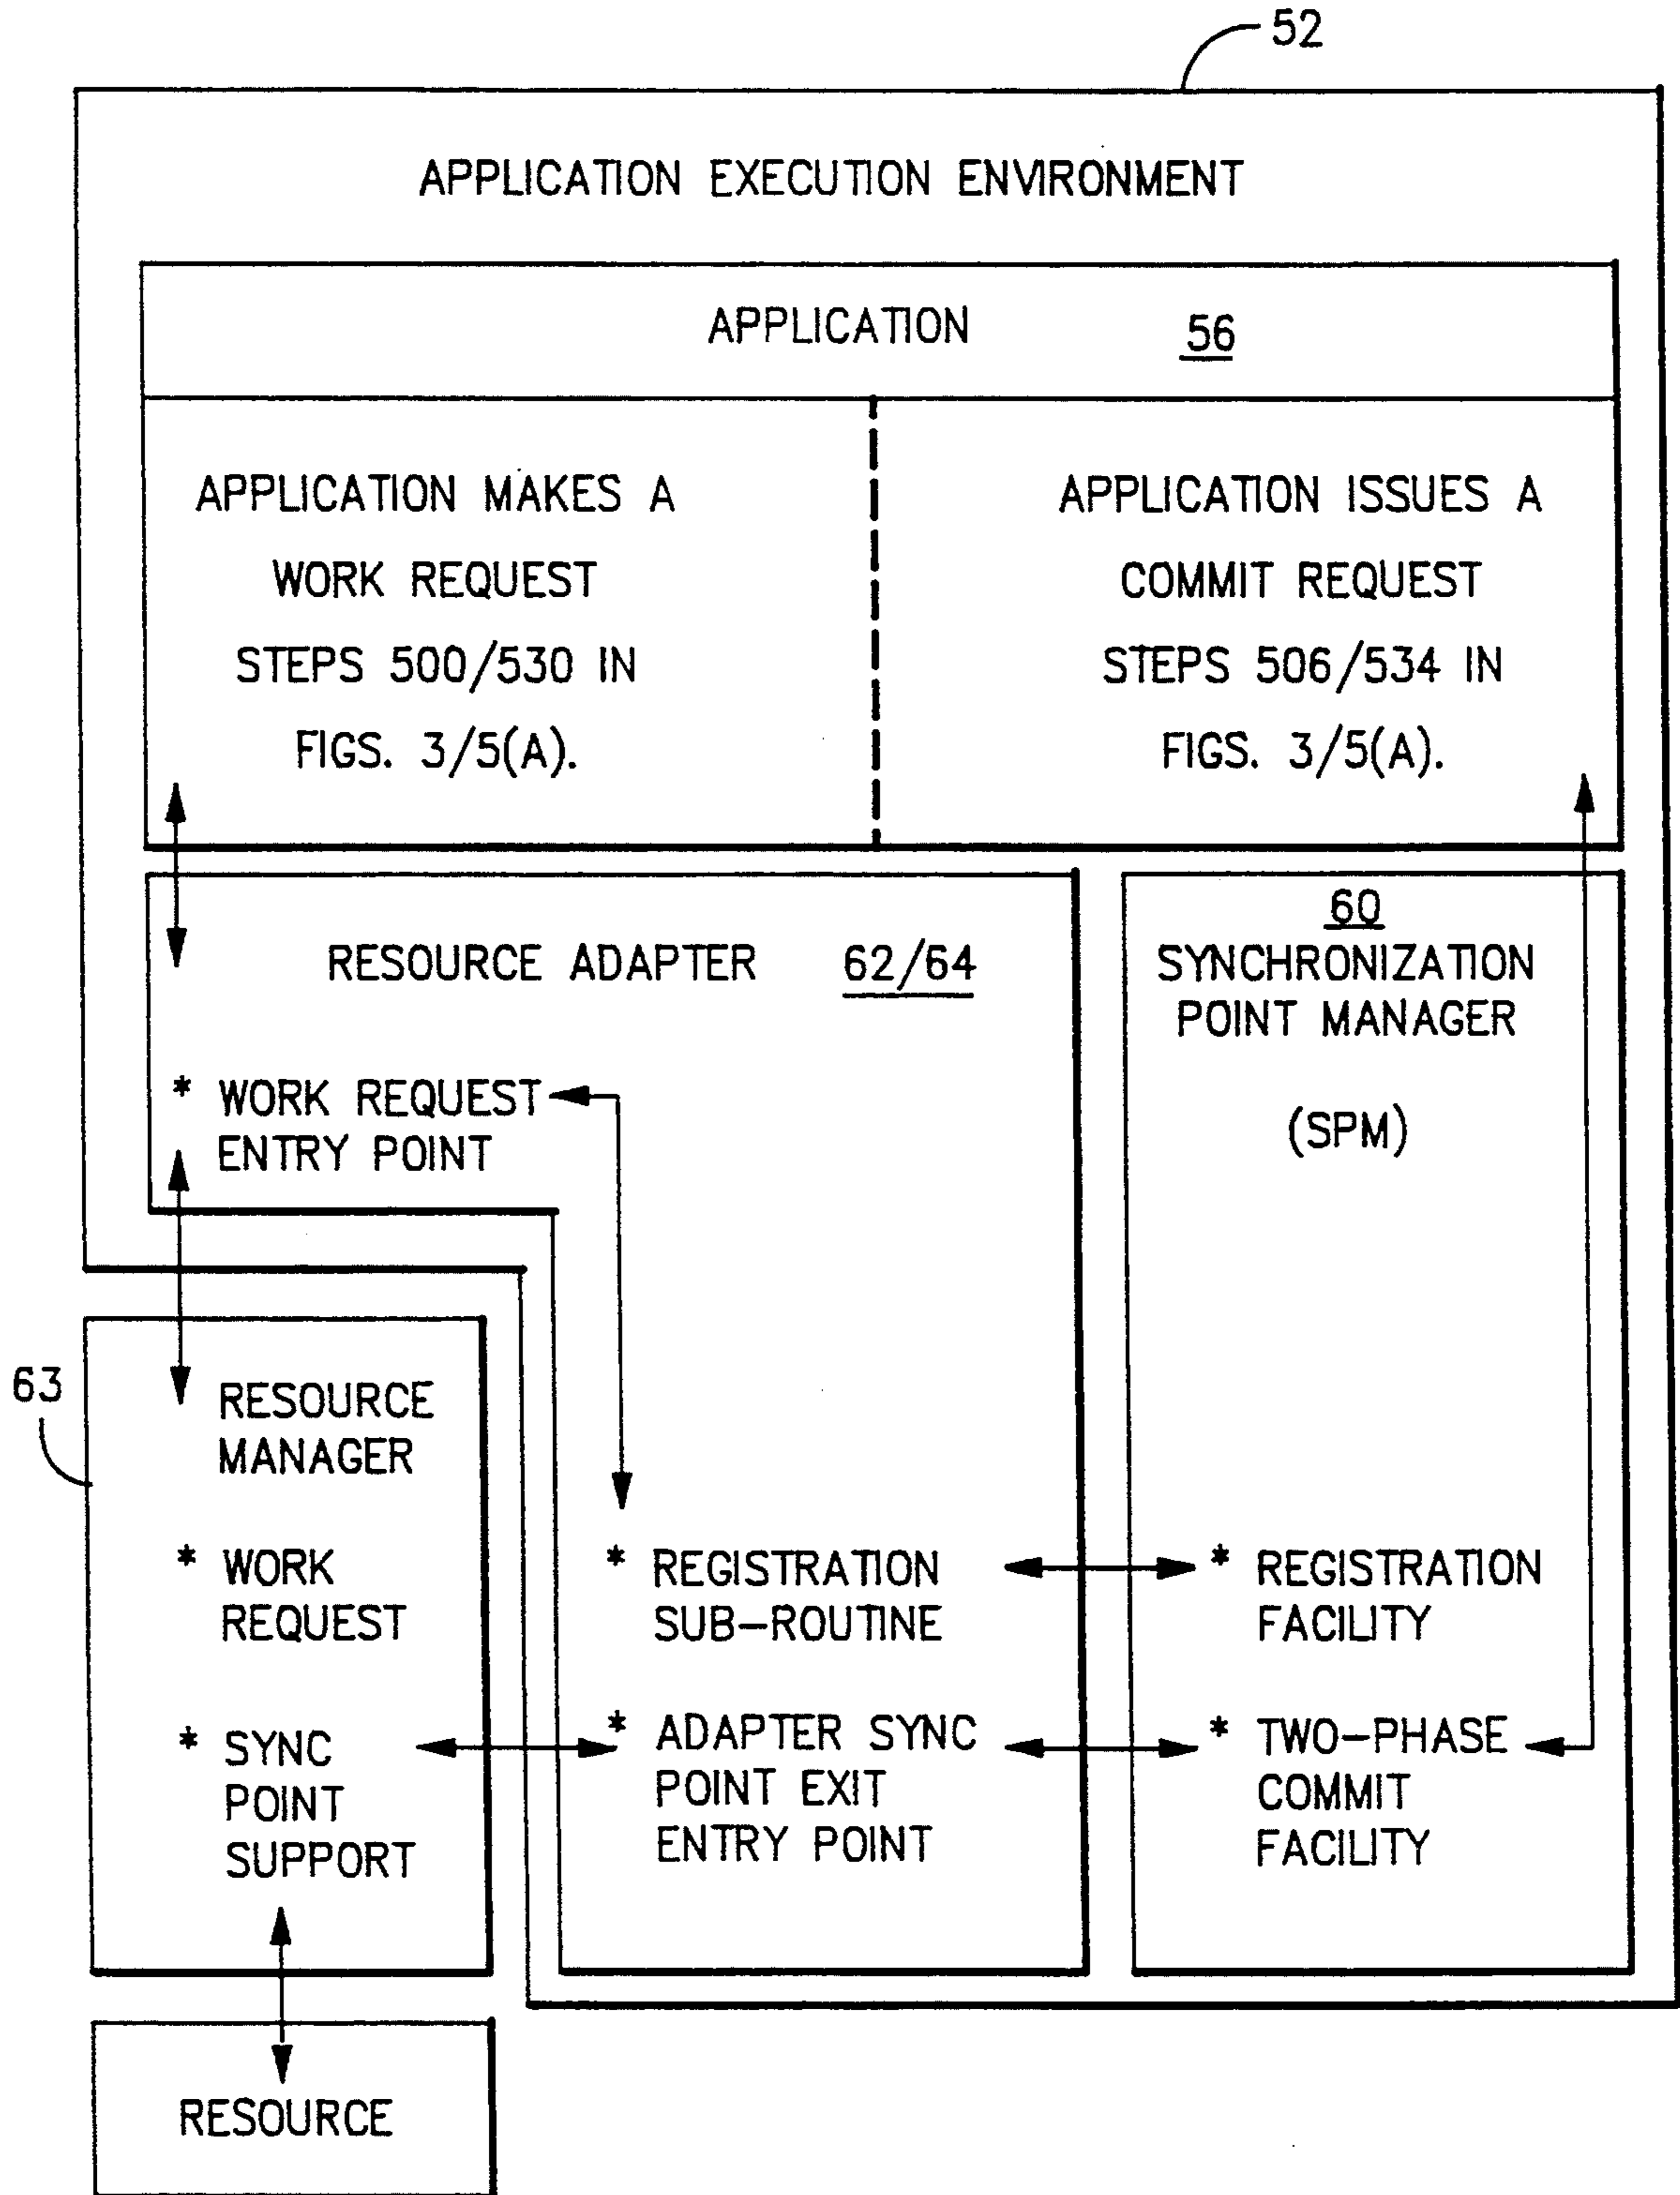 52
APPLICATION EXECUTION ENVIRONMENT
APPLICATION 56
APPLICATION MAKES A
WORK REQUEST
STEPS 500/530 IN
FIGS. 3/5(A).
APPLICATION ISSUES A
COMMIT REQUEST
STEPS 506/534 IN
FIGS. 3/5(A).
RESOURCE ADAPTER 62/64
* WORK REQUEST
ENTRY POINT
60
SYNCHRONIZATION
POINT MANAGER
(SPM)
63
RESOURCE
MANAGER
* WORK
REQUEST
* SYNC
POINT
SUPPORT
* REGISTRATION
SUB-ROUTINE
* ADAPTER SYNC
POINT EXIT
ENTRY POINT
* REGISTRATION
FACILITY
* TWO-PHASE
COMMIT
FACILITY
RESOURCE